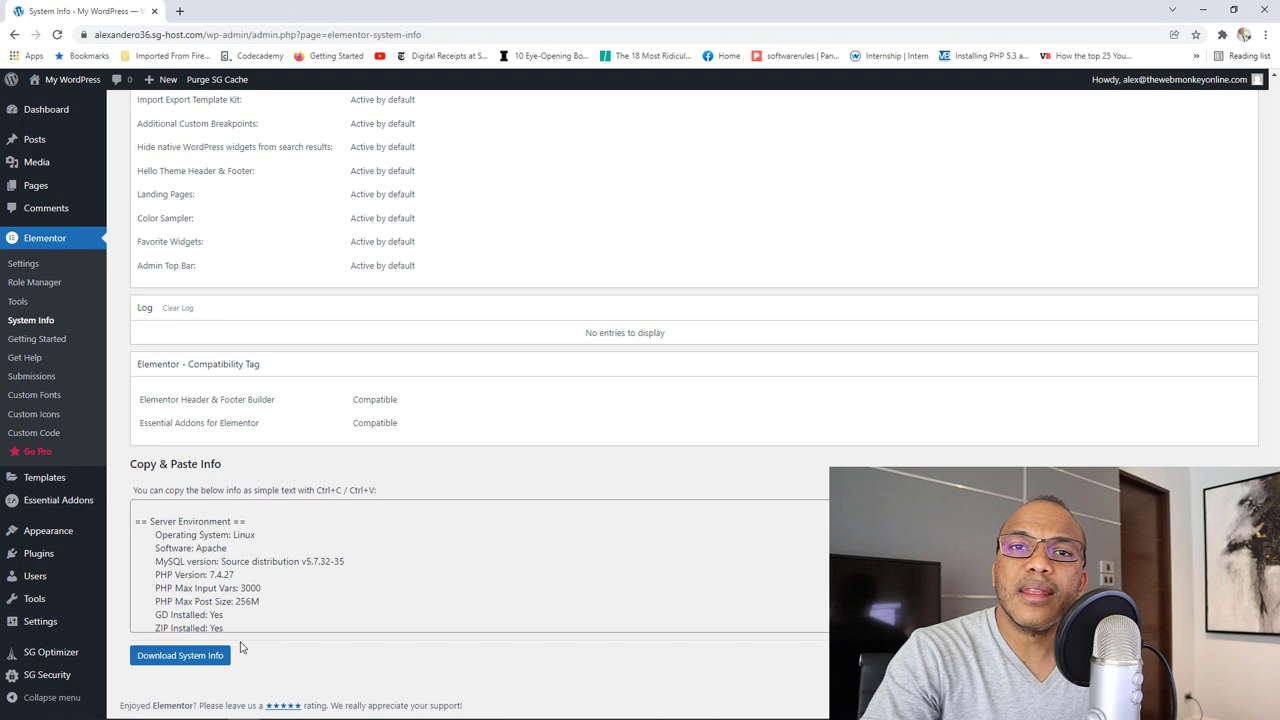 System Info ‹ My WordPress —
alexandero36.sg-host.com/wp-admin/admin.php?page=elementor-system-info
Apps
Bookmarks
Imported From Fire...
Codecademy
Getting Started
Digital Receipts at S...
10 Eye-Opening Bo...
The 18 Most Ridicul...
Home
softwarerules | Pan...
Internship | Intern
Installing PHP 5.3 a...
How the top 25 You...
»
Reading list
My WordPress
0
New
Purge SG Cache
Howdy, alex@thewebmonkeyonline.com
Dashboard
Posts
Media
Pages
Comments
Elementor
Settings
Role Manager
Tools
System Info
Getting Started
Get Help
Submissions
Custom Fonts
Custom Icons
Custom Code
Go Pro
Templates
Essential Addons
Appearance
Plugins
Users
Tools
Settings
SG Optimizer
SG Security
Collapse menu
Import Export Template Kit: Active by default
Additional Custom Breakpoints: Active by default
Hide native WordPress widgets from search results: Active by default
Hello Theme Header & Footer: Active by default
Landing Pages: Active by default
Color Sampler: Active by default
Favorite Widgets: Active by default
Admin Top Bar: Active by default
Log Clear Log
No entries to display
Elementor - Compatibility Tag
Elementor Header & Footer Builder Compatible
Essential Addons for Elementor Compatible
Copy & Paste Info
You can copy the below info as simple text with Ctrl+C / Ctrl+V:
== Server Environment ==
Operating System: Linux
Software: Apache
MySQL version: Source distribution v5.7.32-35
PHP Version: 7.4.27
PHP Max Input Vars: 3000
PHP Max Post Size: 256M
GD Installed: Yes
ZIP Installed: Yes
Download System Info
Enjoyed Elementor? Please leave us a ★★★★★ rating. We really appreciate your support!